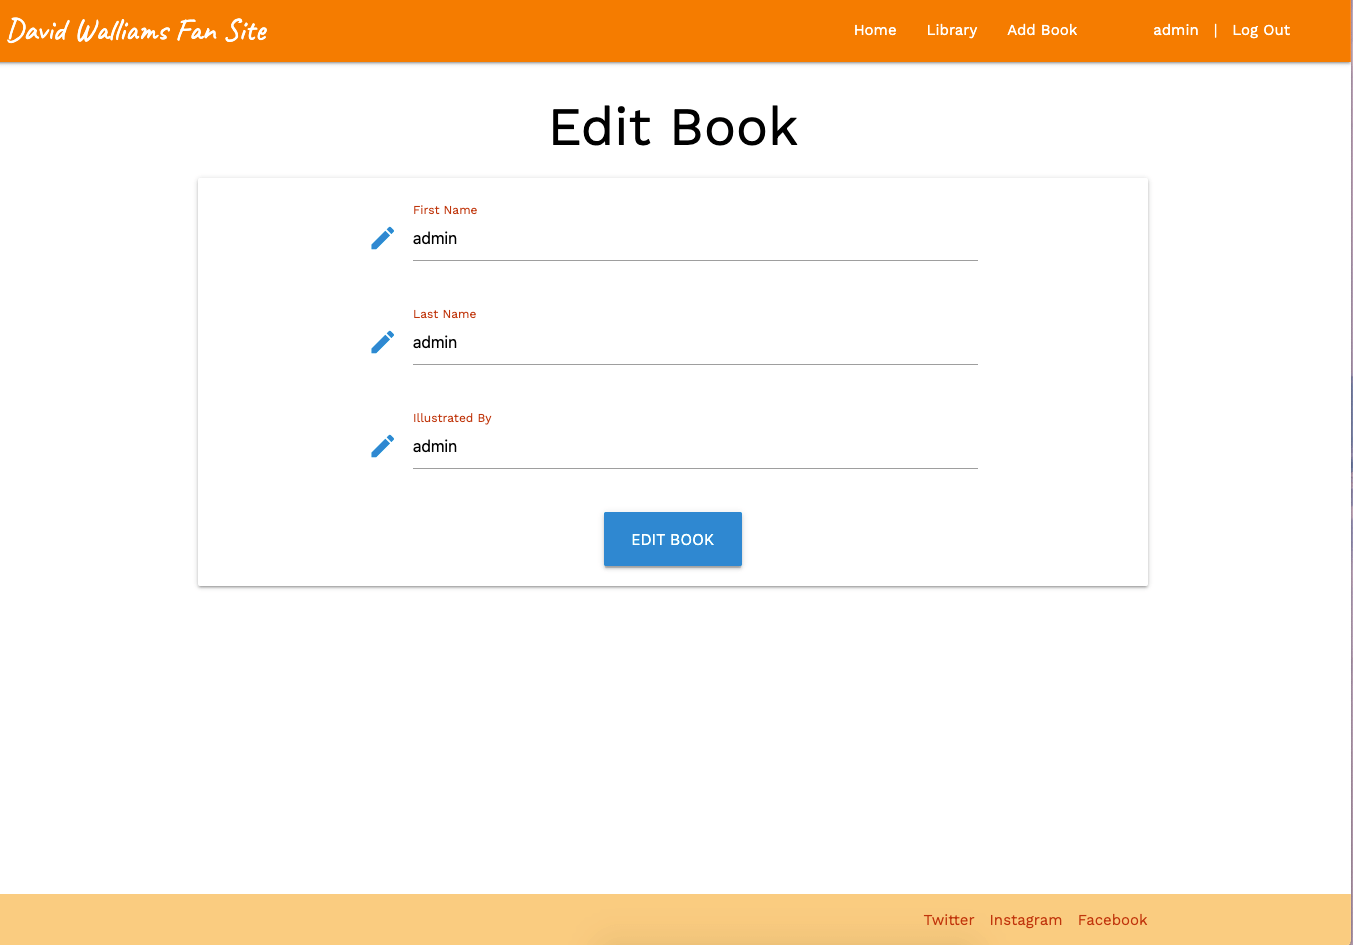 David Walliams Fan Site
Home Library Add Book admin | Log Out
Edit Book
First Name
admin
Last Name
admin
Illustrated By
admin
EDIT BOOK
Twitter Instagram Facebook